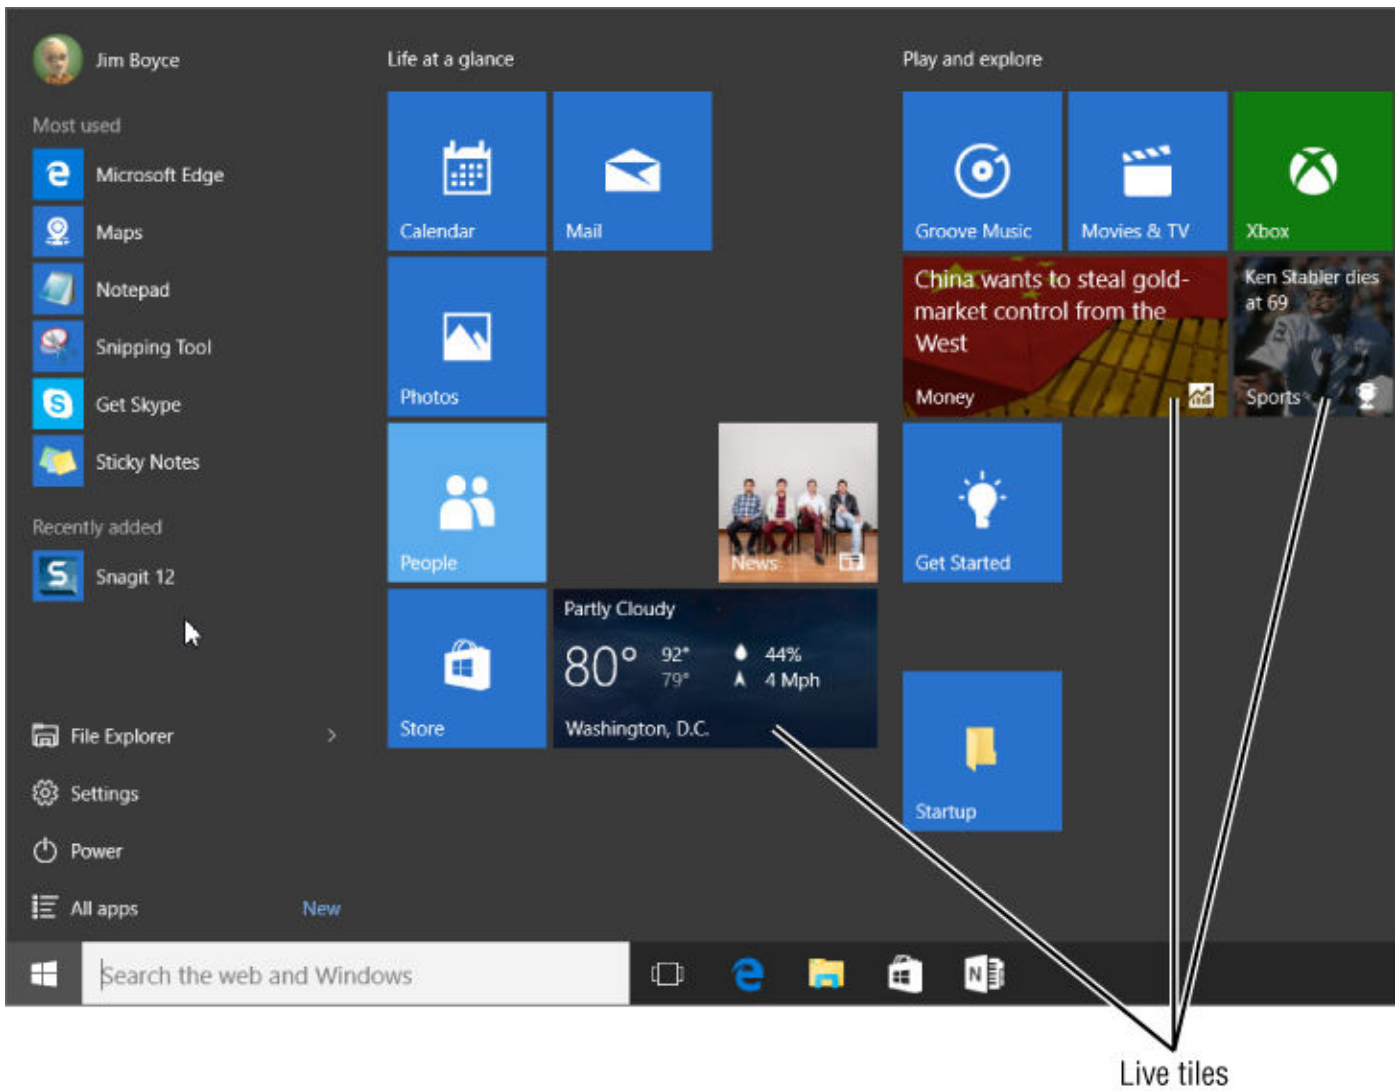 Jim Boyce
Most used
Microsoft Edge
Maps
Notepad
Snipping Tool
Get Skype
Sticky Notes
Recently added
Snagit 12
File Explorer
Settings
Power
All apps
New
Life at a glance
Calendar
Mail
Photos
People
News
Store
Partly Cloudy
80° 92° 44%
79° 4 Mph
Washington, D.C.
Play and explore
Groove Music
Movies & TV
Xbox
China wants to steal gold-
market control from the
West
Money
Ken Stabler dies
at 69
Sports
Get Started
Startup
Search the web and Windows
Live tiles